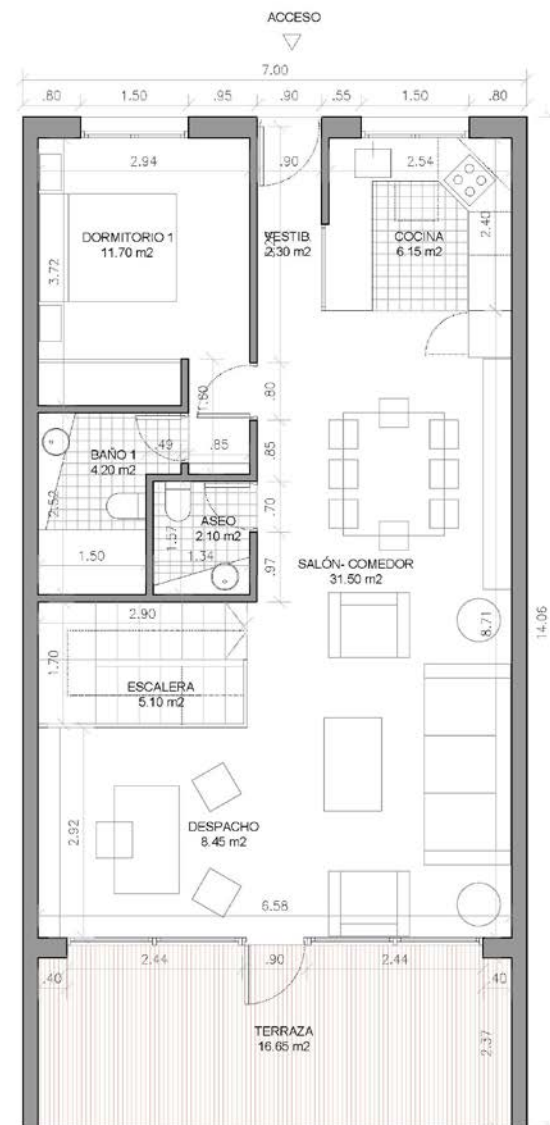 ACCESO
7.00
.80 1.50 .95 .90 .55 1.50 .80
2.94
.90
2.54
DORMITORIO 1
11.70 m2
VESTIB
2.30 m2
COCINA
6.15 m2
2.40
3.72
1.60
.80
.49
.85
.85
BAÑO 1
4.20 m2
2.52
.70
ASEO
2.10 m2
1.57
1.34
1.50
.97
SALÓN- COMEDOR
31.50 m2
8.71
14.06
2.90
1.70
ESCALERA
5.10 m2
2.92
DESPACHO
8.45 m2
6.58
2.44 .90 2.44
.40
.40
TERRAZA
16.65 m2
2.37